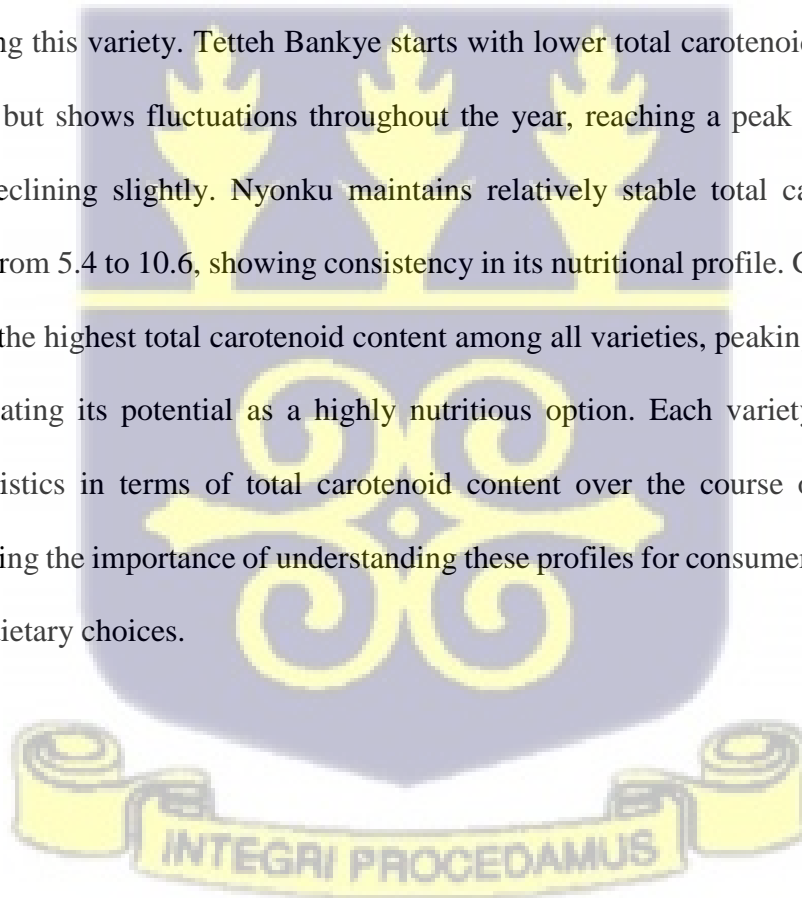 ng this variety. Tetteh Bankye starts with lower total carotenoid
but shows fluctuations throughout the year, reaching a peak
eclining slightly. Nyonku maintains relatively stable total ca
rom 5.4 to 10.6, showing consistency in its nutritional profile.
the highest total carotenoid content among all varieties, peakin
ating its potential as a highly nutritious option. Each variety
istics in terms of total carotenoid content over the course
ing the importance of understanding these profiles for consumer
ietary choices.
INTEGRI PROCEDAMUS